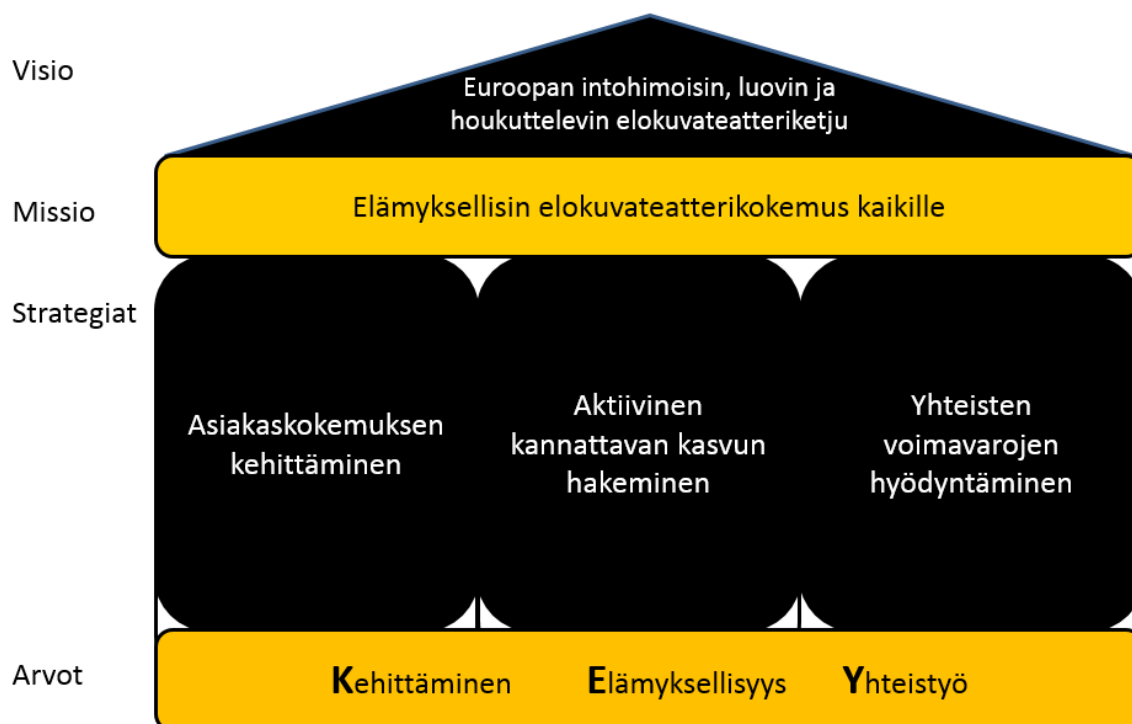 Visio
Euroopan intohimoisin, luovin ja
houkuttelevin elokuvateatteriketju
Missio
Elämyksellisin elokuvateatterikokemus kaikille
Strategiat
Asiakaskokemuksen
kehittäminen
Aktiivinen
kannattavan kasvun
hakeminen
Yhteisten
voimavarojen
hyödyntäminen
Arvot
Kehittäminen Elämyksellisyys Yhteistyö